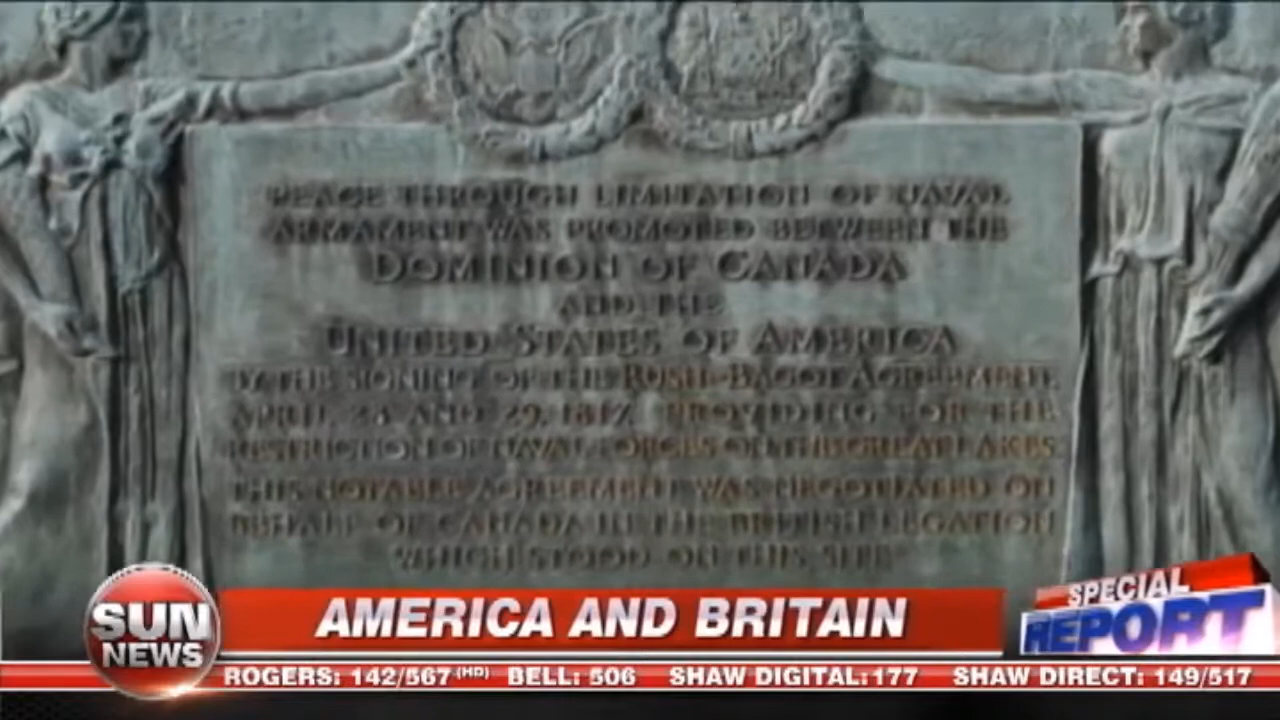 PEACE THROUGH LIMITATION OF NAVAL
ARMAMENT WAS PROMOTED BETWEEN THE
DOMINION OF CANADA
AND THE
UNITED STATES OF AMERICA
BY THE SIGNING OF THE RUSH-BAGOT AGREEMENT,
APRIL 28 AND 29, 1817, PROVIDING FOR THE
RESTRICTION OF NAVAL FORCES ON THE GREAT LAKES
THIS NOTABLE AGREEMENT WAS NEGOTIATED ON
BEHALF OF CANADA IN THE BRITISH LEGATION
WHICH STOOD ON THIS SITE
SUN NEWS
AMERICA AND BRITAIN
SPECIAL
REPORT
ROGERS: 142/567 (HD) BELL: 506 SHAW DIGITAL: 177 SHAW DIRECT: 149/517